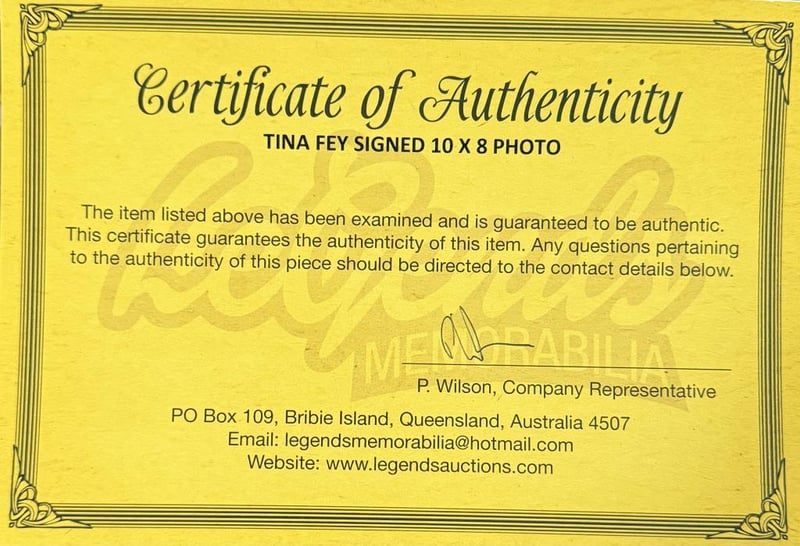 Certificate of Authenticity
TINA FEY SIGNED 10 X 8 PHOTO
Legends
MEMORABILIA
The item listed above has been examined and is guaranteed to be authentic.
This certificate guarantees the authenticity of this item. Any questions pertaining
to the authenticity of this piece should be directed to the contact details below.
P. Wilson, Company Representative
PO Box 109, Bribie Island, Queensland, Australia 4507
Email: legendsmemorabilia@hotmail.com
Website: www.legendsauctions.com